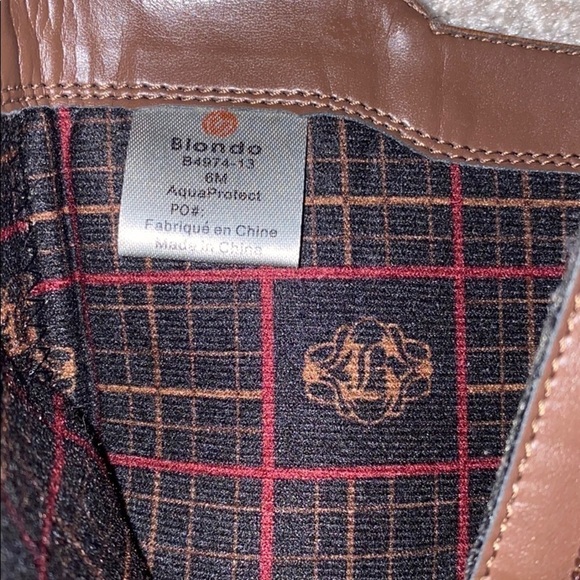 Blondo
B4974-13
6M
AquaProtect
PO#:
Fabriqué en Chine
Made in China